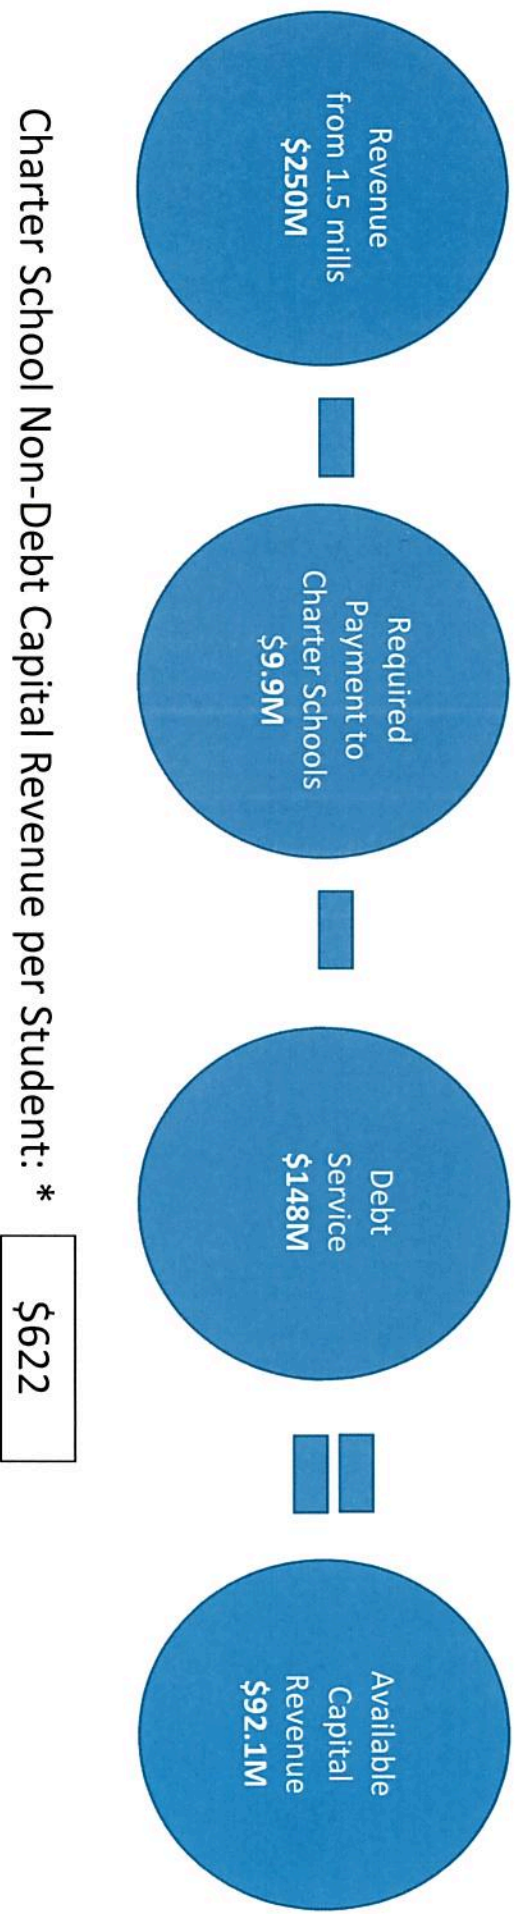 Revenue
from 1.5 mills
$250M
Required
Payment to
Charter Schools
$9.9M
Debt
Service
$148M
Available
Capital
Revenue
$92.1M
Charter School Non-Debt Capital Revenue per Student: *
$622